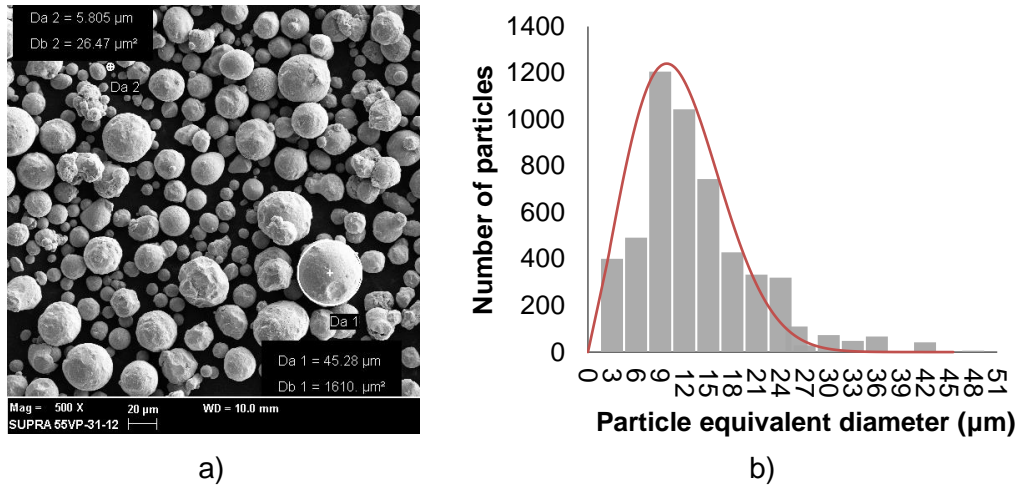 Da 2 = 5.805 µm
Db 2 = 26.47 µm²
Da 2
Da 1
Da 1 = 45.28 µm
Db 1 = 1610. µm²
Mag = 500 X
20 µm
WD = 10.0 mm
SUPRA 55VP-31-12
a)
Number of particles
1400
1200
1000
800
600
400
200
0
0 3 6 9 12 15 18 21 24 27 30 33 36 39 42 45 48 51
Particle equivalent diameter (µm)
b)